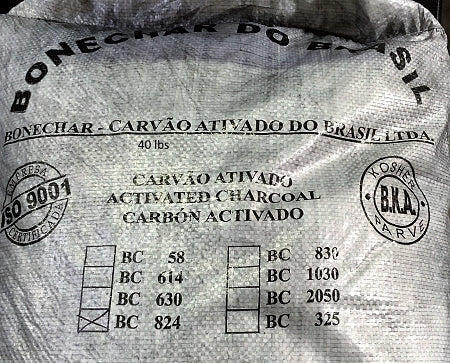 BONECHAR DO BRASIL
BONECHAR - CARVÃO ATIVADO DO BRASIL LTDA.
40 lbs
EMPRESA
ISO 9001
CERTIFICADA
CARVÃO ATIVADO
ACTIVATED CHARCOAL
CARBÓN ACTIVADO
KOSHER
B.K.A.
PARVE
BC 58
BC 614
BC 630
BC 824
BC 830
BC 1030
BC 2050
BC 325